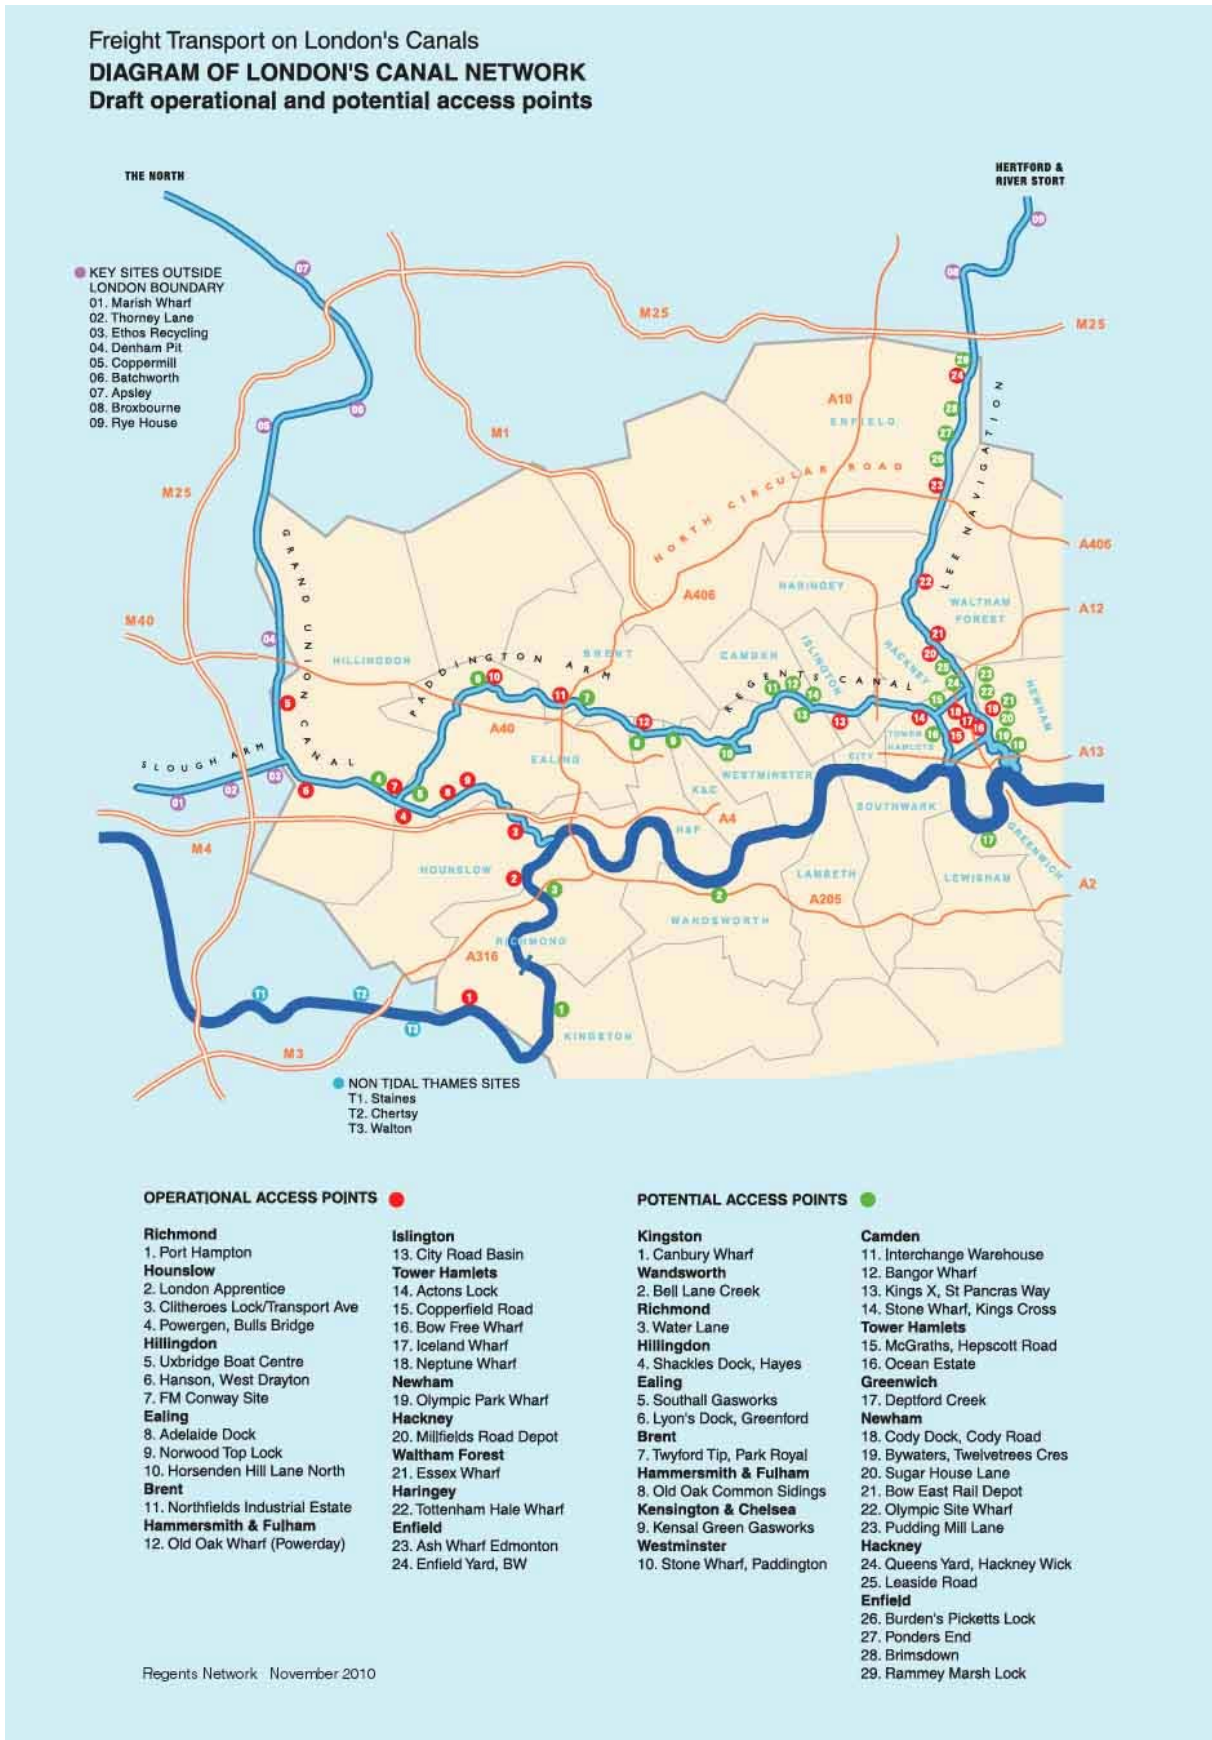 Freight Transport on London's Canals
DIAGRAM OF LONDON'S CANAL NETWORK
Draft operational and potential access points
THE NORTH
HERTFORD &
RIVER STORT
09
07
08
KEY SITES OUTSIDE
LONDON BOUNDARY
01. Marish Wharf
02. Thorney Lane
03. Ethos Recycling
04. Denham Pit
05. Coppermill
06. Batchworth
07. Apsley
08. Broxbourne
09. Rye House
M25
M25
A10
ENFIELD
M1
M25
NORTH CIRCULAR ROAD
LEE NAVIGATION
GRAND UNION CANAL
A406
A406
HARINGEY
WALTHAM
FOREST
A12
M40
HILLINGDON
PADDINGTON ARM
BRENT
CAMDEN
ISLINGTON
HACKNEY
REGENTS CANAL
NEWHAM
A40
EALING
WESTMINSTER
CITY
TOWER
HAMLETS
A13
SLOUGH ARM
K&C
SOUTHWARK
M4
A4
H&F
GREENWICH
HOUNSLOW
LAMBETH
LEWISHAM
A2
A205
WANDSWORTH
RICHMOND
A316
KINGSTON
T1
M3
NON TIDAL THAMES SITES
T1. Staines
T2. Chertsy
T3. Walton
OPERATIONAL ACCESS POINTS
Richmond
1. Port Hampton
Hounslow
2. London Apprentice
3. Clitheroes Lock/Transport Ave
4. Powergen, Bulls Bridge
Hillingdon
5. Uxbridge Boat Centre
6. Hanson, West Drayton
7. FM Conway Site
Ealing
8. Adelaide Dock
9. Norwood Top Lock
10. Horsenden Hill Lane North
Brent
11. Northfields Industrial Estate
Hammersmith & Fulham
12. Old Oak Wharf (Powerday)
Islington
13. City Road Basin
Tower Hamlets
14. Actons Lock
15. Copperfield Road
16. Bow Free Wharf
17. Iceland Wharf
18. Neptune Wharf
Newham
19. Olympic Park Wharf
Hackney
20. Millfields Road Depot
Waltham Forest
21. Essex Wharf
Haringey
22. Tottenham Hale Wharf
Enfield
23. Ash Wharf Edmonton
24. Enfield Yard, BW
POTENTIAL ACCESS POINTS
Kingston
1. Canbury Wharf
Wandsworth
2. Bell Lane Creek
Richmond
3. Water Lane
Hillingdon
4. Shackles Dock, Hayes
Ealing
5. Southall Gasworks
6. Lyon's Dock, Greenford
Brent
7. Twyford Tip, Park Royal
Hammersmith & Fulham
8. Old Oak Common Sidings
Kensington & Chelsea
9. Kensal Green Gasworks
Westminster
10. Stone Wharf, Paddington
Camden
11. Interchange Warehouse
12. Bangor Wharf
13. Kings X, St Pancras Way
14. Stone Wharf, Kings Cross
Tower Hamlets
15. McGraths, Hepscott Road
16. Ocean Estate
Greenwich
17. Deptford Creek
Newham
18. Cody Dock, Cody Road
19. Bywaters, Twelvetrees Cres
20. Sugar House Lane
21. Bow East Rail Depot
22. Olympic Site Wharf
23. Pudding Mill Lane
Hackney
24. Queens Yard, Hackney Wick
25. Leaside Road
Enfield
26. Burden's Picketts Lock
27. Ponders End
28. Brimsdown
29. Rammey Marsh Lock
Regents Network November 2010